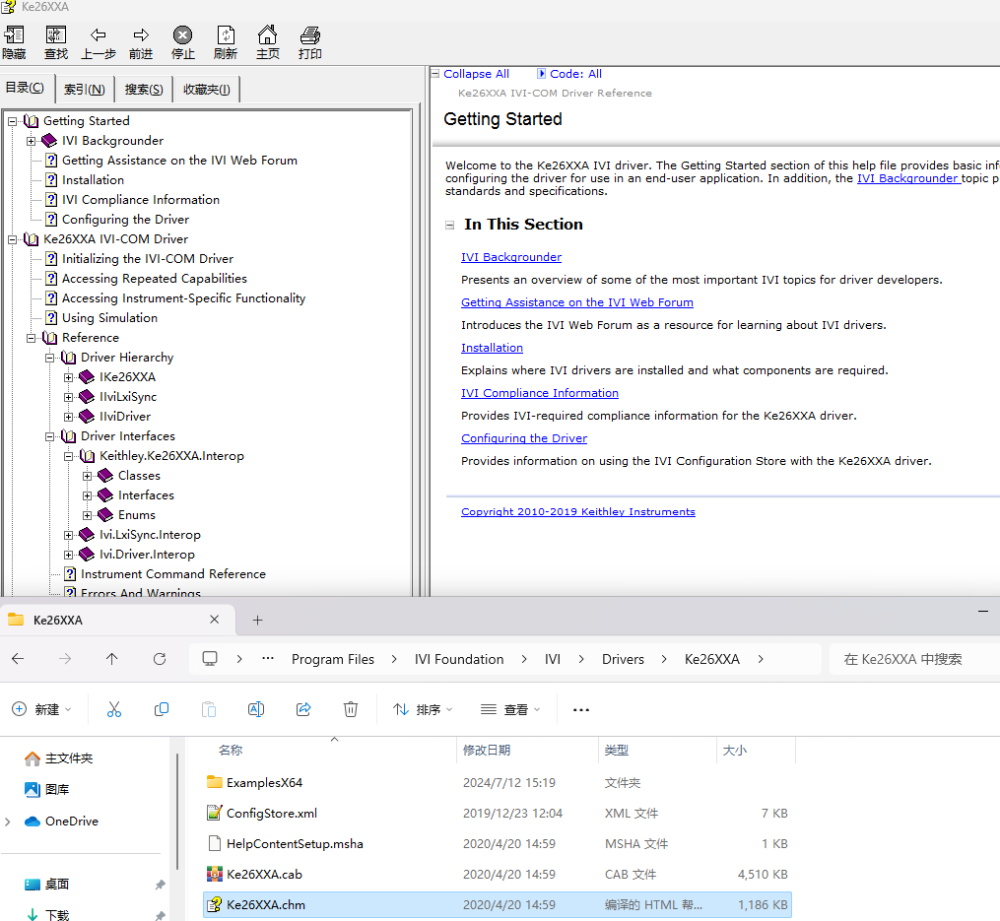 Ke26XXA
隐藏 查找 上一步 前进 停止 刷新 主页 打印
目录(C) 索引(N) 搜索(S) 收藏夹(I)
Getting Started
IVI Backgrounder
Getting Assistance on the IVI Web Forum
Installation
IVI Compliance Information
Configuring the Driver
Ke26XXA IVI-COM Driver
Initializing the IVI-COM Driver
Accessing Repeated Capabilities
Accessing Instrument-Specific Functionality
Using Simulation
Reference
Driver Hierarchy
IKe26XXA
IIviLxiSync
IIviDriver
Driver Interfaces
Keithley.Ke26XXA.Interop
Classes
Interfaces
Enums
Ivi.LxiSync.Interop
Ivi.Driver.Interop
Instrument Command Reference
Errors And Warnings
Collapse All Code: All
Ke26XXA IVI-COM Driver Reference
Getting Started
Welcome to the Ke26XXA IVI driver. The Getting Started section of this help file provides basic inf
configuring the driver for use in an end-user application. In addition, the IVI Backgrounder topic p
standards and specifications.
In This Section
IVI Backgrounder
Presents an overview of some of the most important IVI topics for driver developers.
Getting Assistance on the IVI Web Forum
Introduces the IVI Web Forum as a resource for learning about IVI drivers.
Installation
Explains where IVI drivers are installed and what components are required.
IVI Compliance Information
Provides IVI-required compliance information for the Ke26XXA driver.
Configuring the Driver
Provides information on using the IVI Configuration Store with the Ke26XXA driver.
Copyright 2010-2019 Keithley Instruments
Ke26XXA
Program Files IVI Foundation IVI Drivers Ke26XXA 在 Ke26XXA 中搜索
新建 排序 查看
主文件夹
图库
OneDrive
桌面
下载
名称 修改日期 类型 大小
ExamplesX64 2024/7/12 15:19 文件夹
ConfigStore.xml 2019/12/23 12:04 XML 文件 7 KB
HelpContentSetup.msha 2020/4/20 14:59 MSHA 文件 1 KB
Ke26XXA.cab 2020/4/20 14:59 CAB 文件 4,510 KB
Ke26XXA.chm 2020/4/20 14:59 编译的 HTML 帮... 1,186 KB